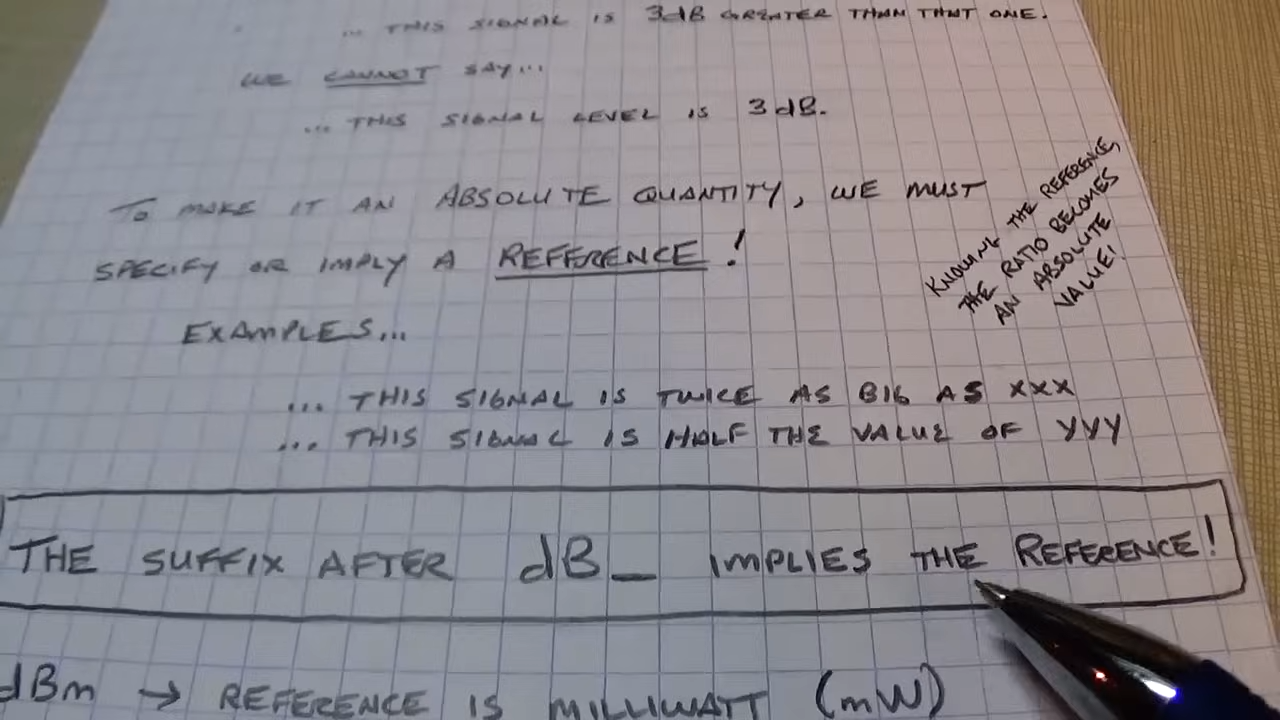 ... THIS SIGNAL IS 3dB GREATER THAN THAT ONE.
WE CANNOT SAY...
... THIS SIGNAL LEVEL IS 3dB.
TO MAKE IT AN ABSOLUTE QUANTITY, WE MUST
SPECIFY OR IMPLY A REFERENCE!
KNOWING THE REFERENCE,
THE RATIO BECOMES
AN ABSOLUTE
VALUE!
EXAMPLES...
... THIS SIGNAL IS TWICE AS BIG AS XXX
... THIS SIGNAL IS HALF THE VALUE OF YYY
THE SUFFIX AFTER dB_ IMPLIES THE REFERENCE!
dBm → REFERENCE IS MILLIWATT (mW)